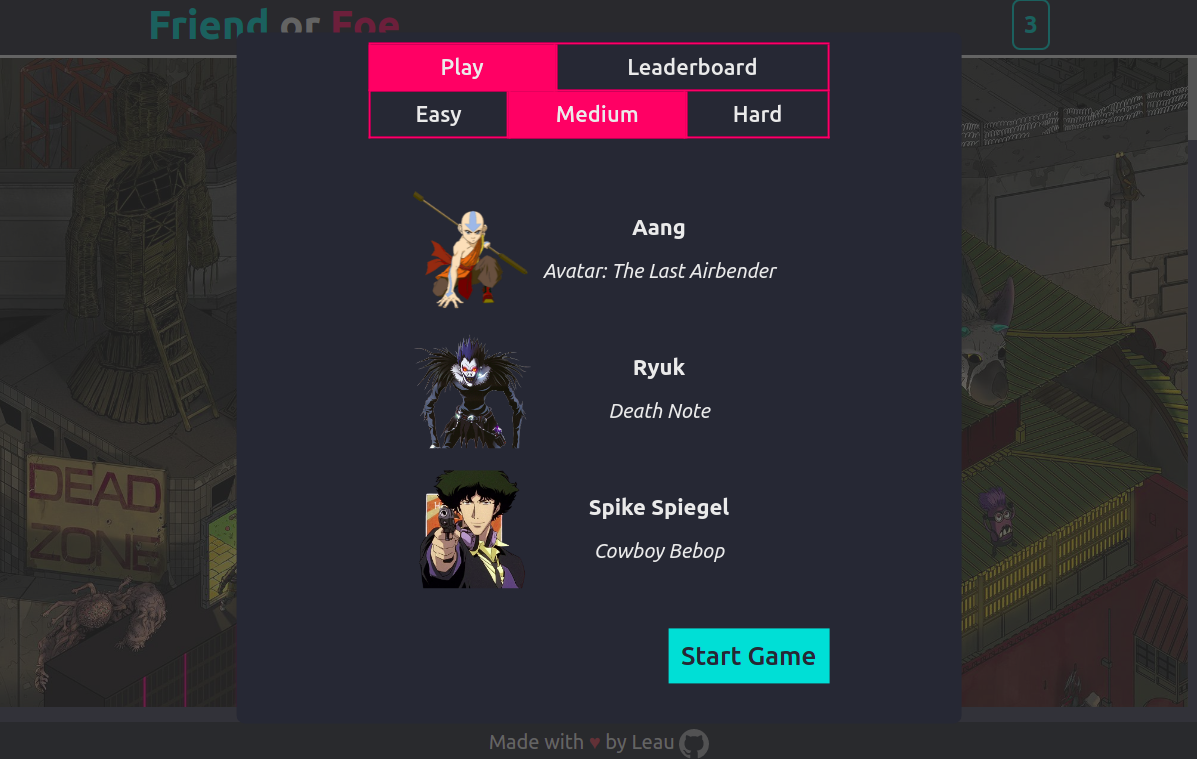 Friend or Foe
3
Play Leaderboard
Easy Medium Hard
Aang
Avatar: The Last Airbender
Ryuk
Death Note
Spike Spiegel
Cowboy Bebop
DEAD
ZONE
Start Game
Made with ♥ by Leau